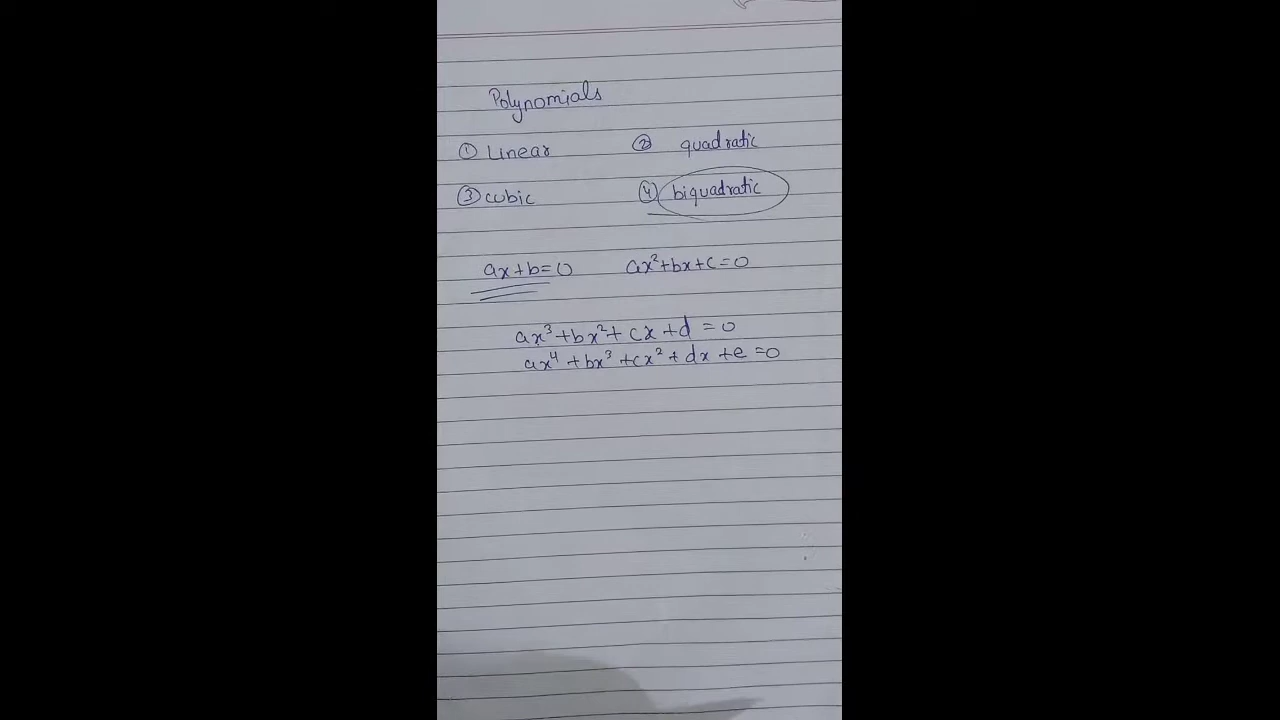 Polynomials
① Linear ② quadratic
③ cubic ④ biquadratic
ax+b=0 ax²+bx+c=0
ax³+bx²+cx+d=0
ax⁴+bx³+cx²+dx+e=0